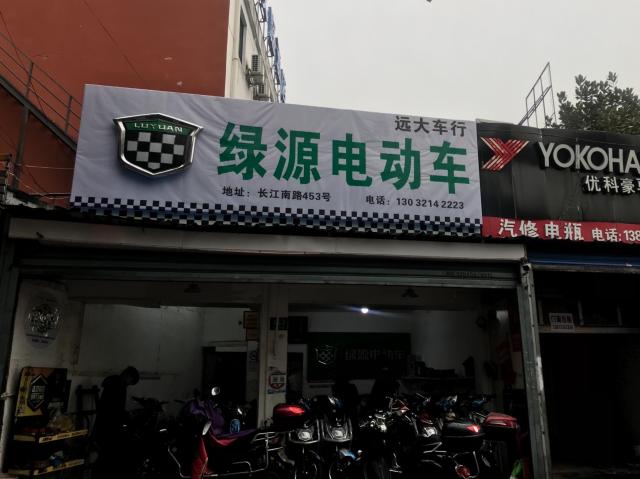 LUYUAN
远大车行
绿源电动车
地址：长江南路453号
电话：130 3214 2223
YOKOHA
优科豪
汽修电瓶 电话:138
绿源电动车